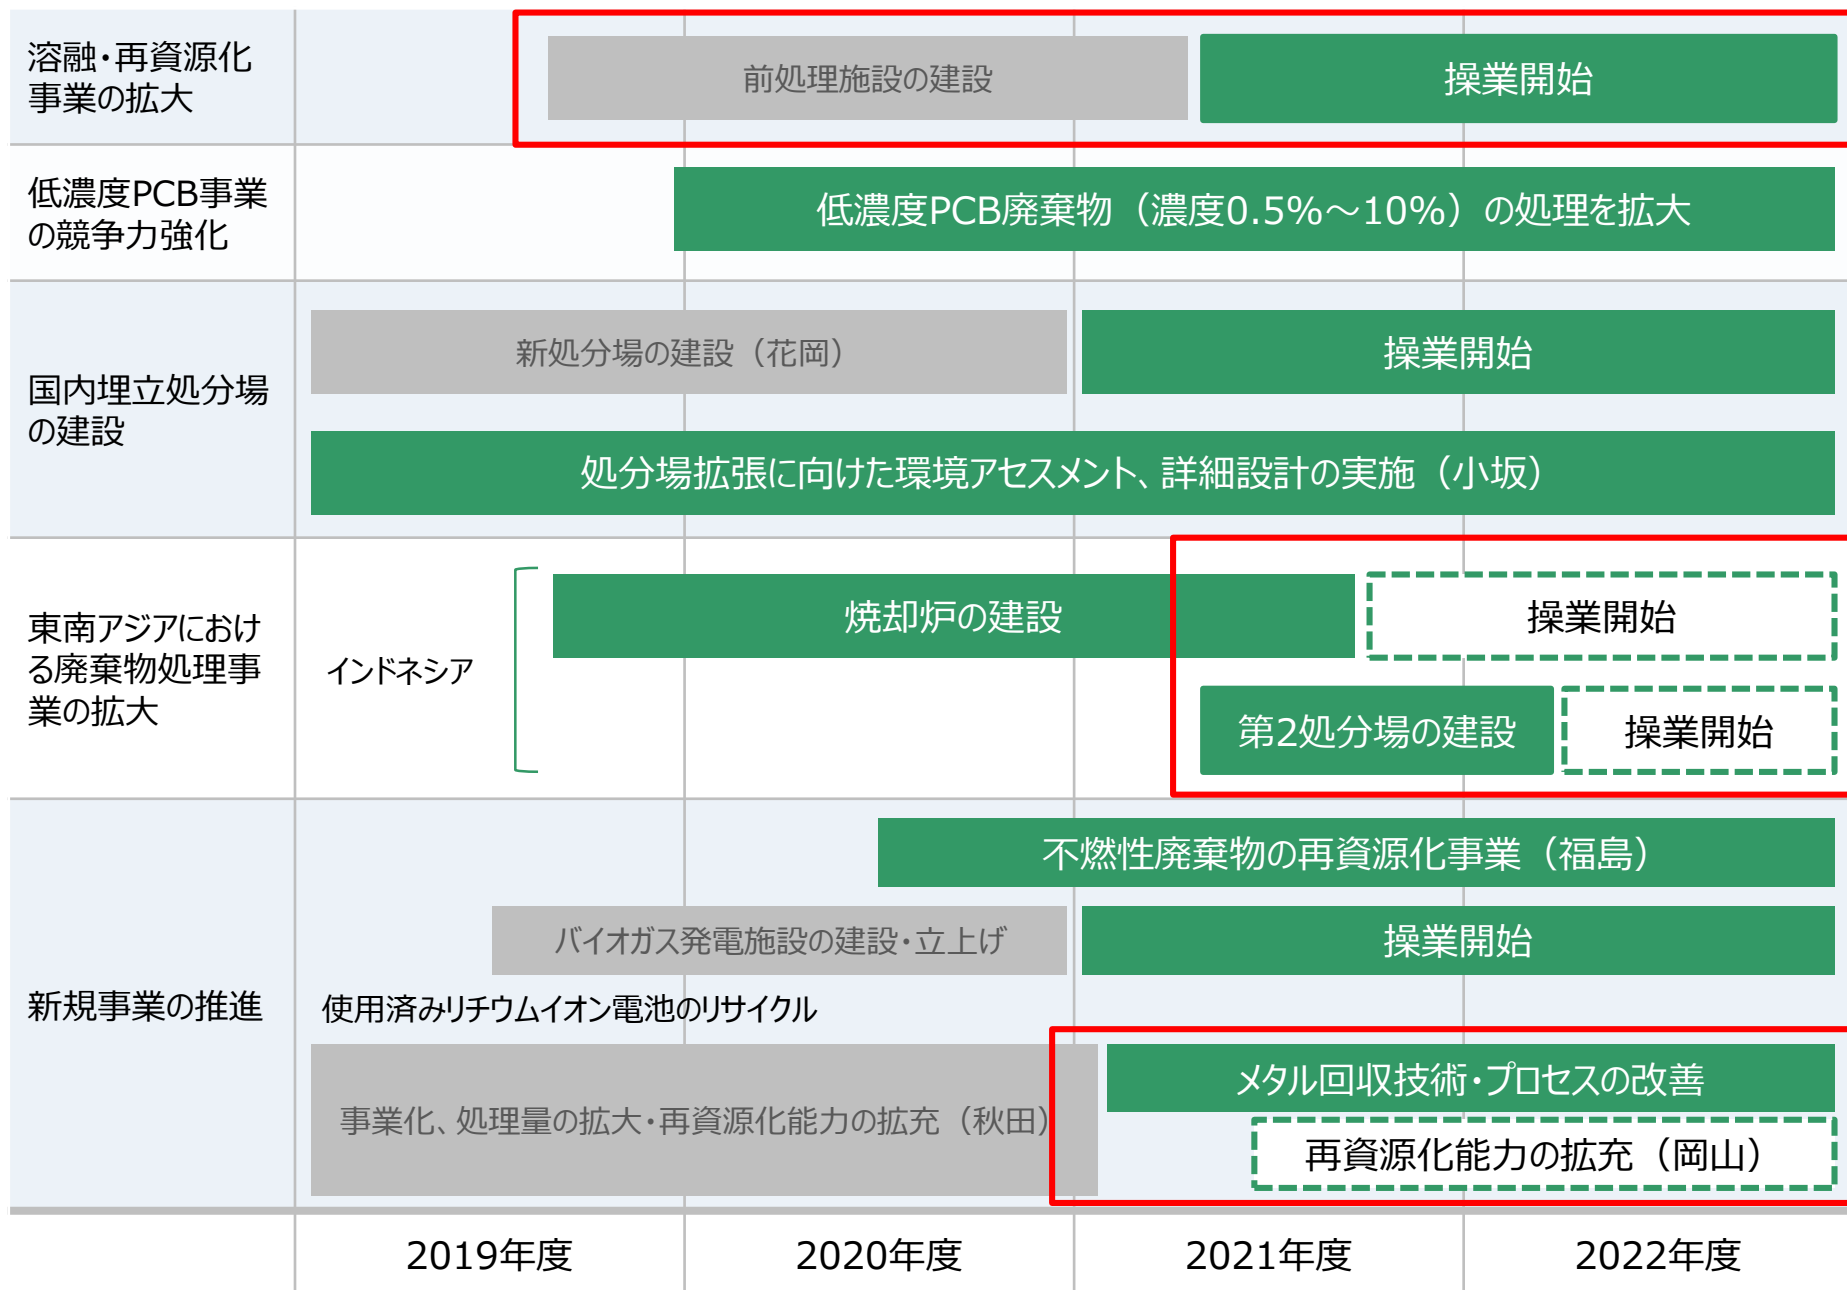 溶融・再資源化
事業の拡大
前処理施設の建設
操業開始
低濃度PCB事業
の競争力強化
低濃度PCB廃棄物（濃度0.5%～10%）の処理を拡大
国内埋立処分場
の建設
新処分場の建設（花岡）
操業開始
処分場拡張に向けた環境アセスメント、詳細設計の実施（小坂）
東南アジアにおけ
る廃棄物処理事
業の拡大
インドネシア
焼却炉の建設
操業開始
第2処分場の建設
操業開始
新規事業の推進
不燃性廃棄物の再資源化事業（福島）
バイオガス発電施設の建設・立上げ
操業開始
使用済みリチウムイオン電池のリサイクル
事業化、処理量の拡大・再資源化能力の拡充（秋田）
メタル回収技術・プロセスの改善
再資源化能力の拡充（岡山）
2019年度
2020年度
2021年度
2022年度